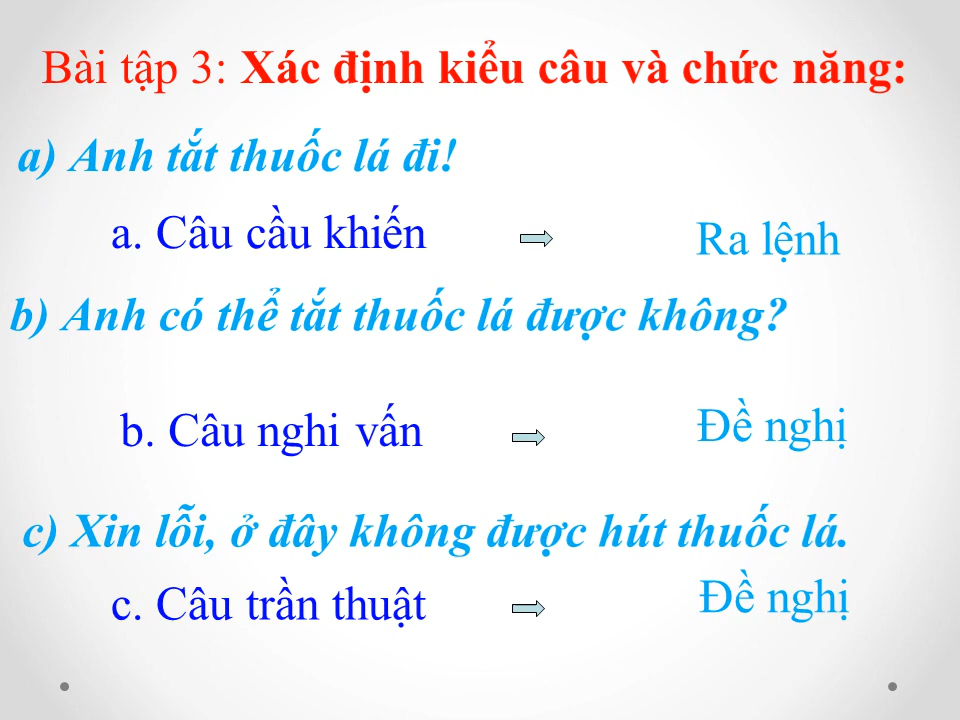 Bài tập 3: Xác định kiểu câu và chức năng:
a) Anh tắt thuốc lá đi!
a. Câu cầu khiến Ra lệnh
b) Anh có thể tắt thuốc lá được không?
b. Câu nghi vấn Đề nghị
c) Xin lỗi, ở đây không được hút thuốc lá.
c. Câu trần thuật Đề nghị